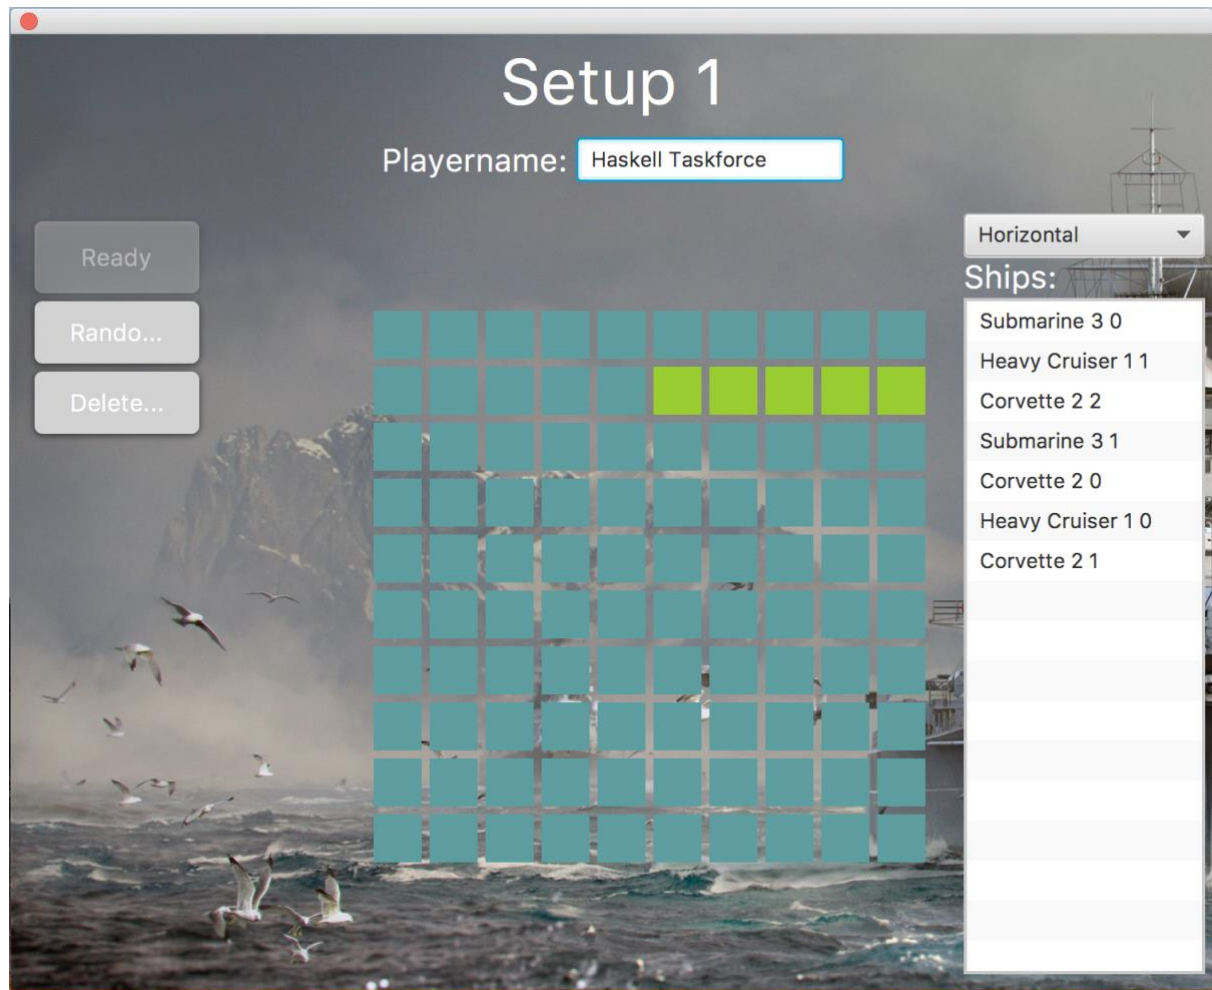 Setup 1
Playername: Haskell Taskforce
Ready
Rando...
Delete...
Horizontal
Ships:
Submarine 3 0
Heavy Cruiser 1 1
Corvette 2 2
Submarine 3 1
Corvette 2 0
Heavy Cruiser 1 0
Corvette 2 1